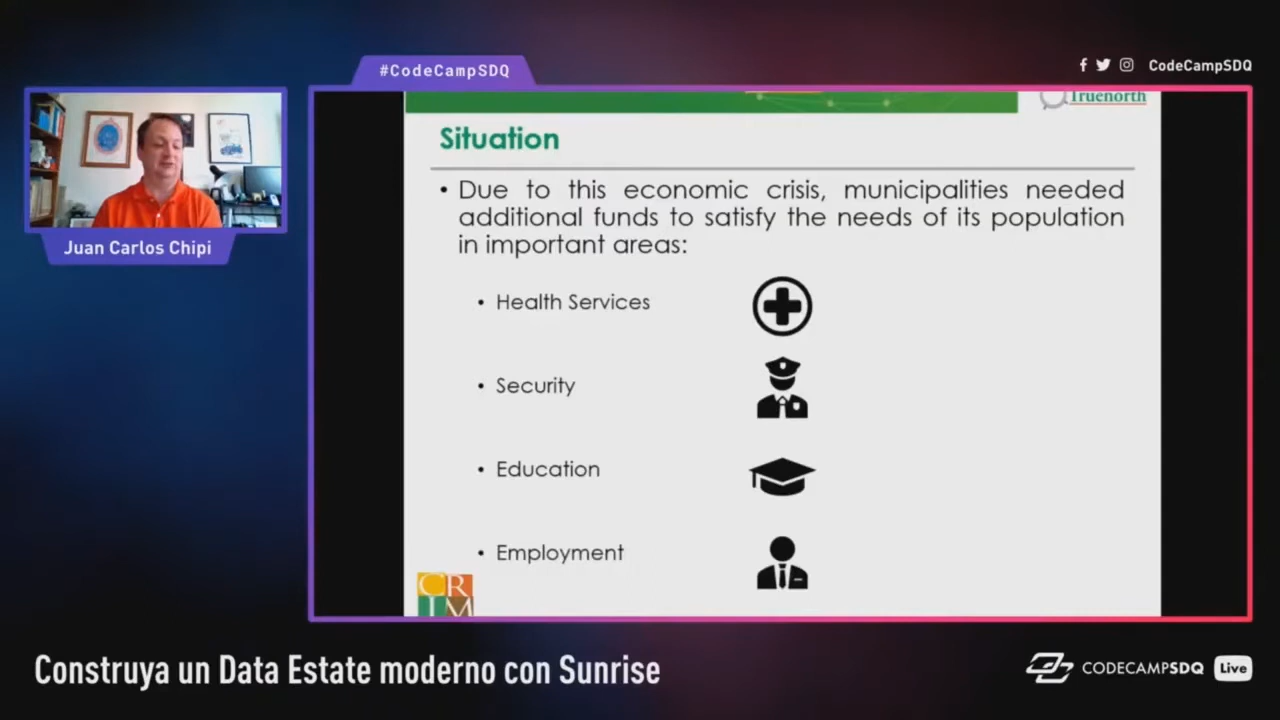 #CodeCampSDQ
CodeCampSDQ
Juan Carlos Chipi
Truenorth
Situation
• Due to this economic crisis, municipalities needed
additional funds to satisfy the needs of its population
in important areas:
• Health Services
• Security
• Education
• Employment
CR
IM
Construya un Data Estate moderno con Sunrise
CODECAMPSDQ Live